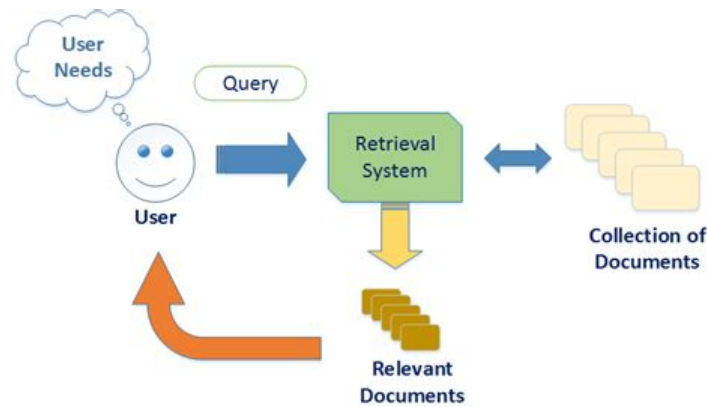 User
Needs
Query
Retrieval
System
User
Collection of
Documents
Relevant
Documents